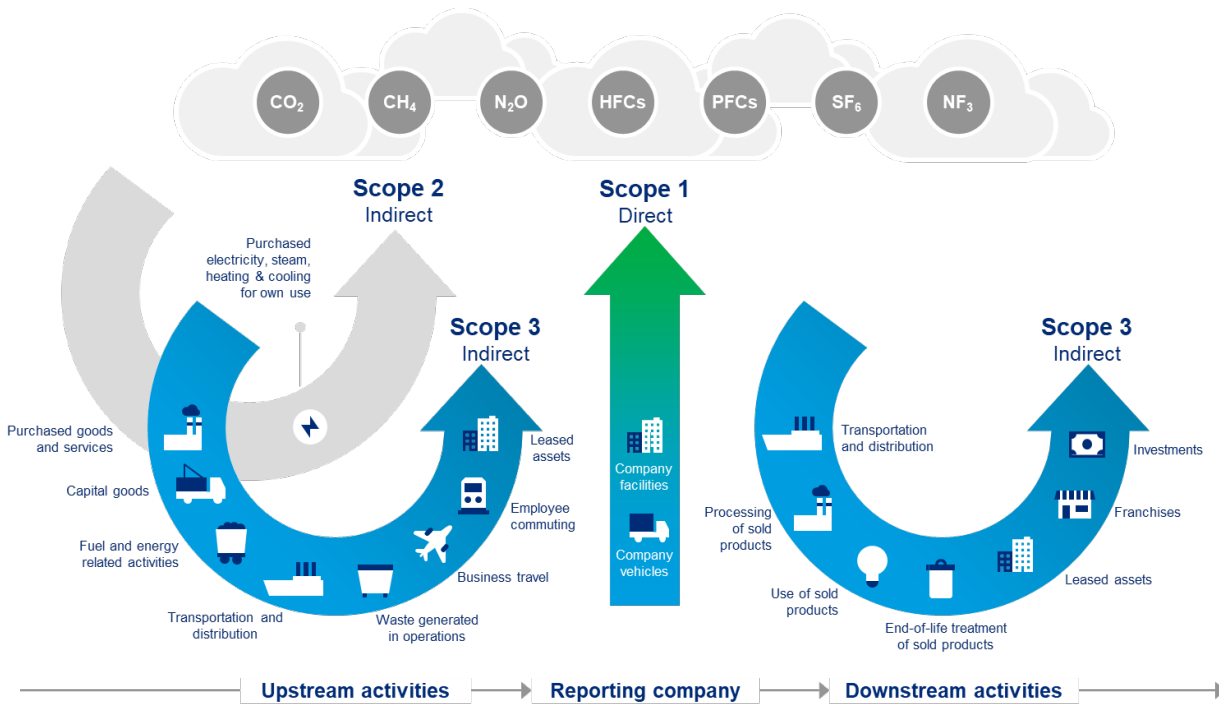 CO₂
CH₄
N₂O
HFCs
PFCs
SF₆
NF₃
Scope 2
Indirect
Scope 1
Direct
Purchased
electricity, steam,
heating & cooling
for own use
Scope 3
Indirect
Scope 3
Indirect
Purchased goods
and services
Capital goods
Fuel and energy
related activities
Transportation and
distribution
Waste generated
in operations
Business travel
Employee
commuting
Leased
assets
Company
facilities
Company
vehicles
Transportation
and distribution
Processing
of sold
products
Use of sold
products
End-of-life treatment
of sold products
Leased assets
Franchises
Investments
Upstream activities
Reporting company
Downstream activities